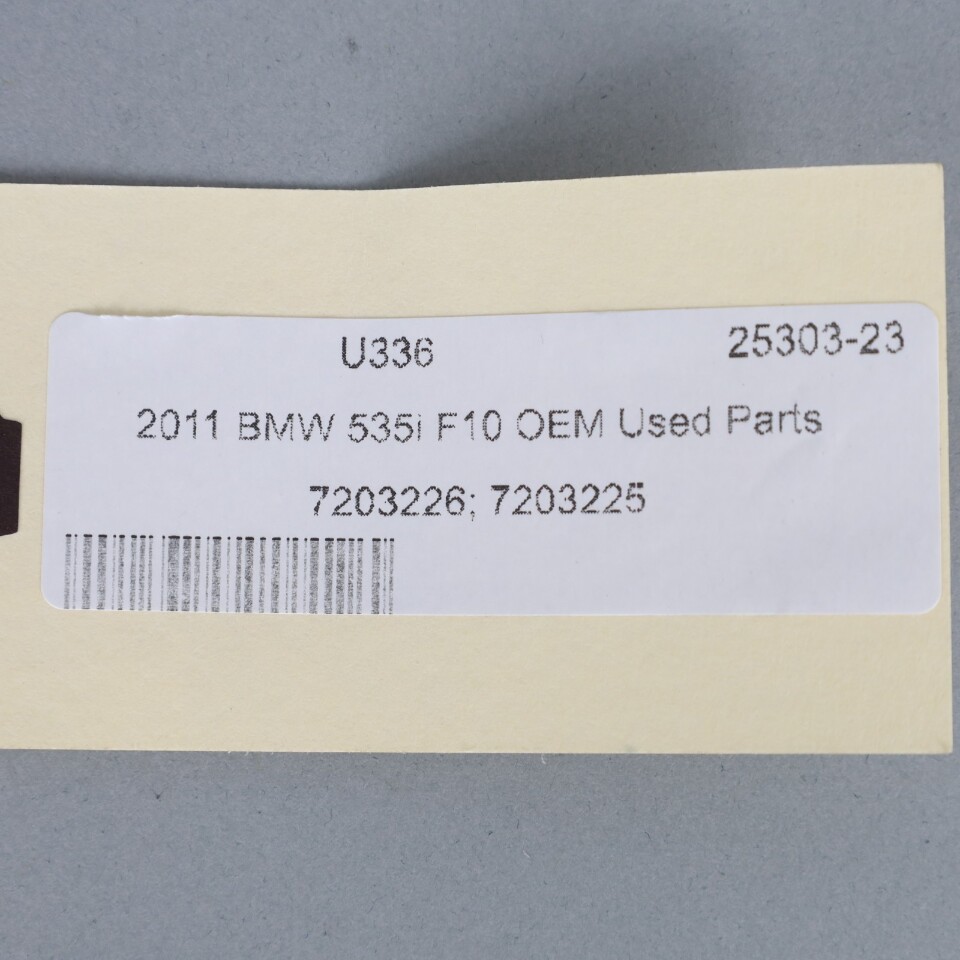 U336 25303-23
2011 BMW 535i F10 OEM Used Parts
7203226; 7203225